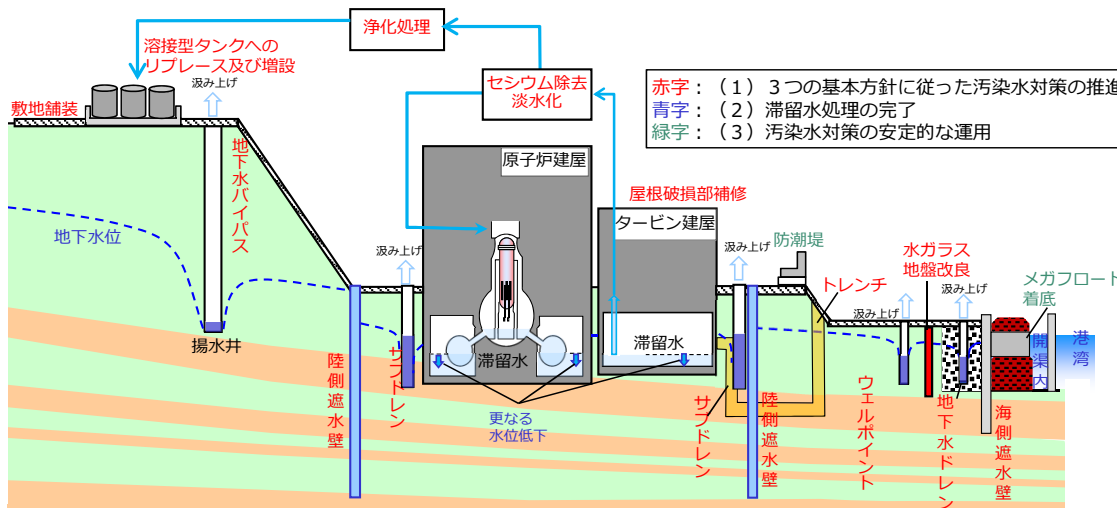 浄化処理
溶接型タンクへの
リプレース及び増設
汲み上げ
敷地舗装
セシウム除去
淡水化
赤字：（１）３つの基本方針に従った汚染水対策の推進
青字：（２）滞留水処理の完了
緑字：（３）汚染水対策の安定的な運用
地下水バイパス
原子炉建屋
屋根破損部補修
タービン建屋
地下水位
汲み上げ
汲み上げ
防潮堤
水ガラス
地盤改良
トレンチ
汲み上げ
汲み上げ
メガフロート
着底
揚水井
滞留水
滞留水
開渠
大
港湾
陸側遮水壁
サブドレン
更なる
水位低下
サブドレン
陸側遮水壁
ウェルポイント
地下水ドレン
海側遮水壁